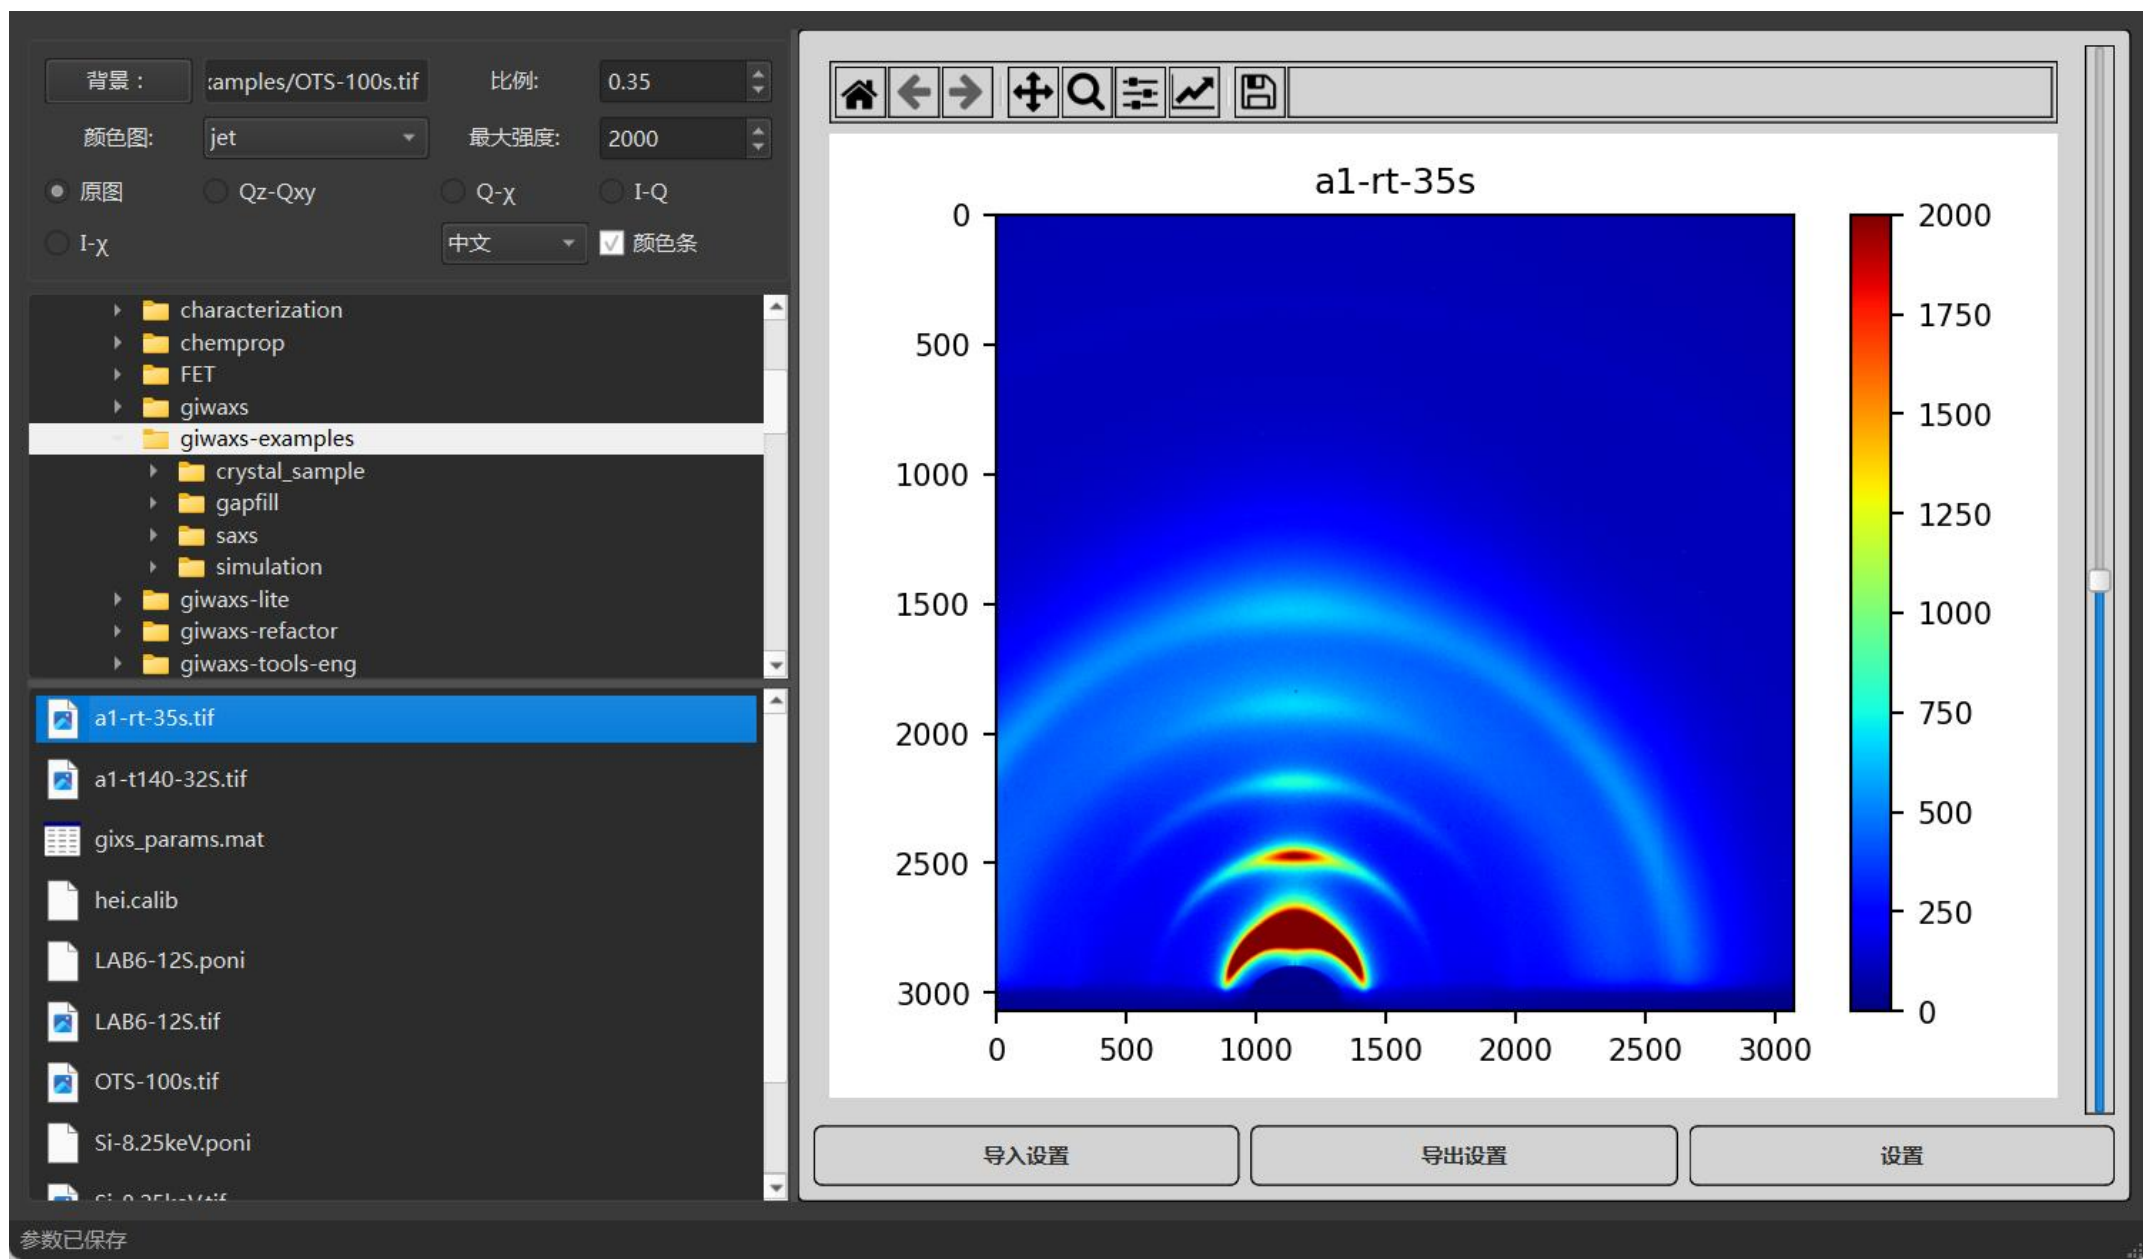 背景： :amples/OTS-100s.tif 比例: 0.35
颜色图: jet 最大强度: 2000
原图 Qz-Qxy Q-χ I-Q
I-χ 中文 颜色条
characterization
chemprop
FET
giwaxs
giwaxs-examples
crystal_sample
gapfill
saxs
simulation
giwaxs-lite
giwaxs-refactor
giwaxs-tools-eng
a1-rt-35s.tif
a1-t140-32S.tif
gixs_params.mat
hei.calib
LAB6-12S.poni
LAB6-12S.tif
OTS-100s.tif
Si-8.25keV.poni
Si-8.25keV.tif
a1-rt-35s
0
500
1000
1500
2000
2500
3000
0 500 1000 1500 2000 2500 3000
2000
1750
1500
1250
1000
750
500
250
0
导入设置 导出设置 设置
参数已保存